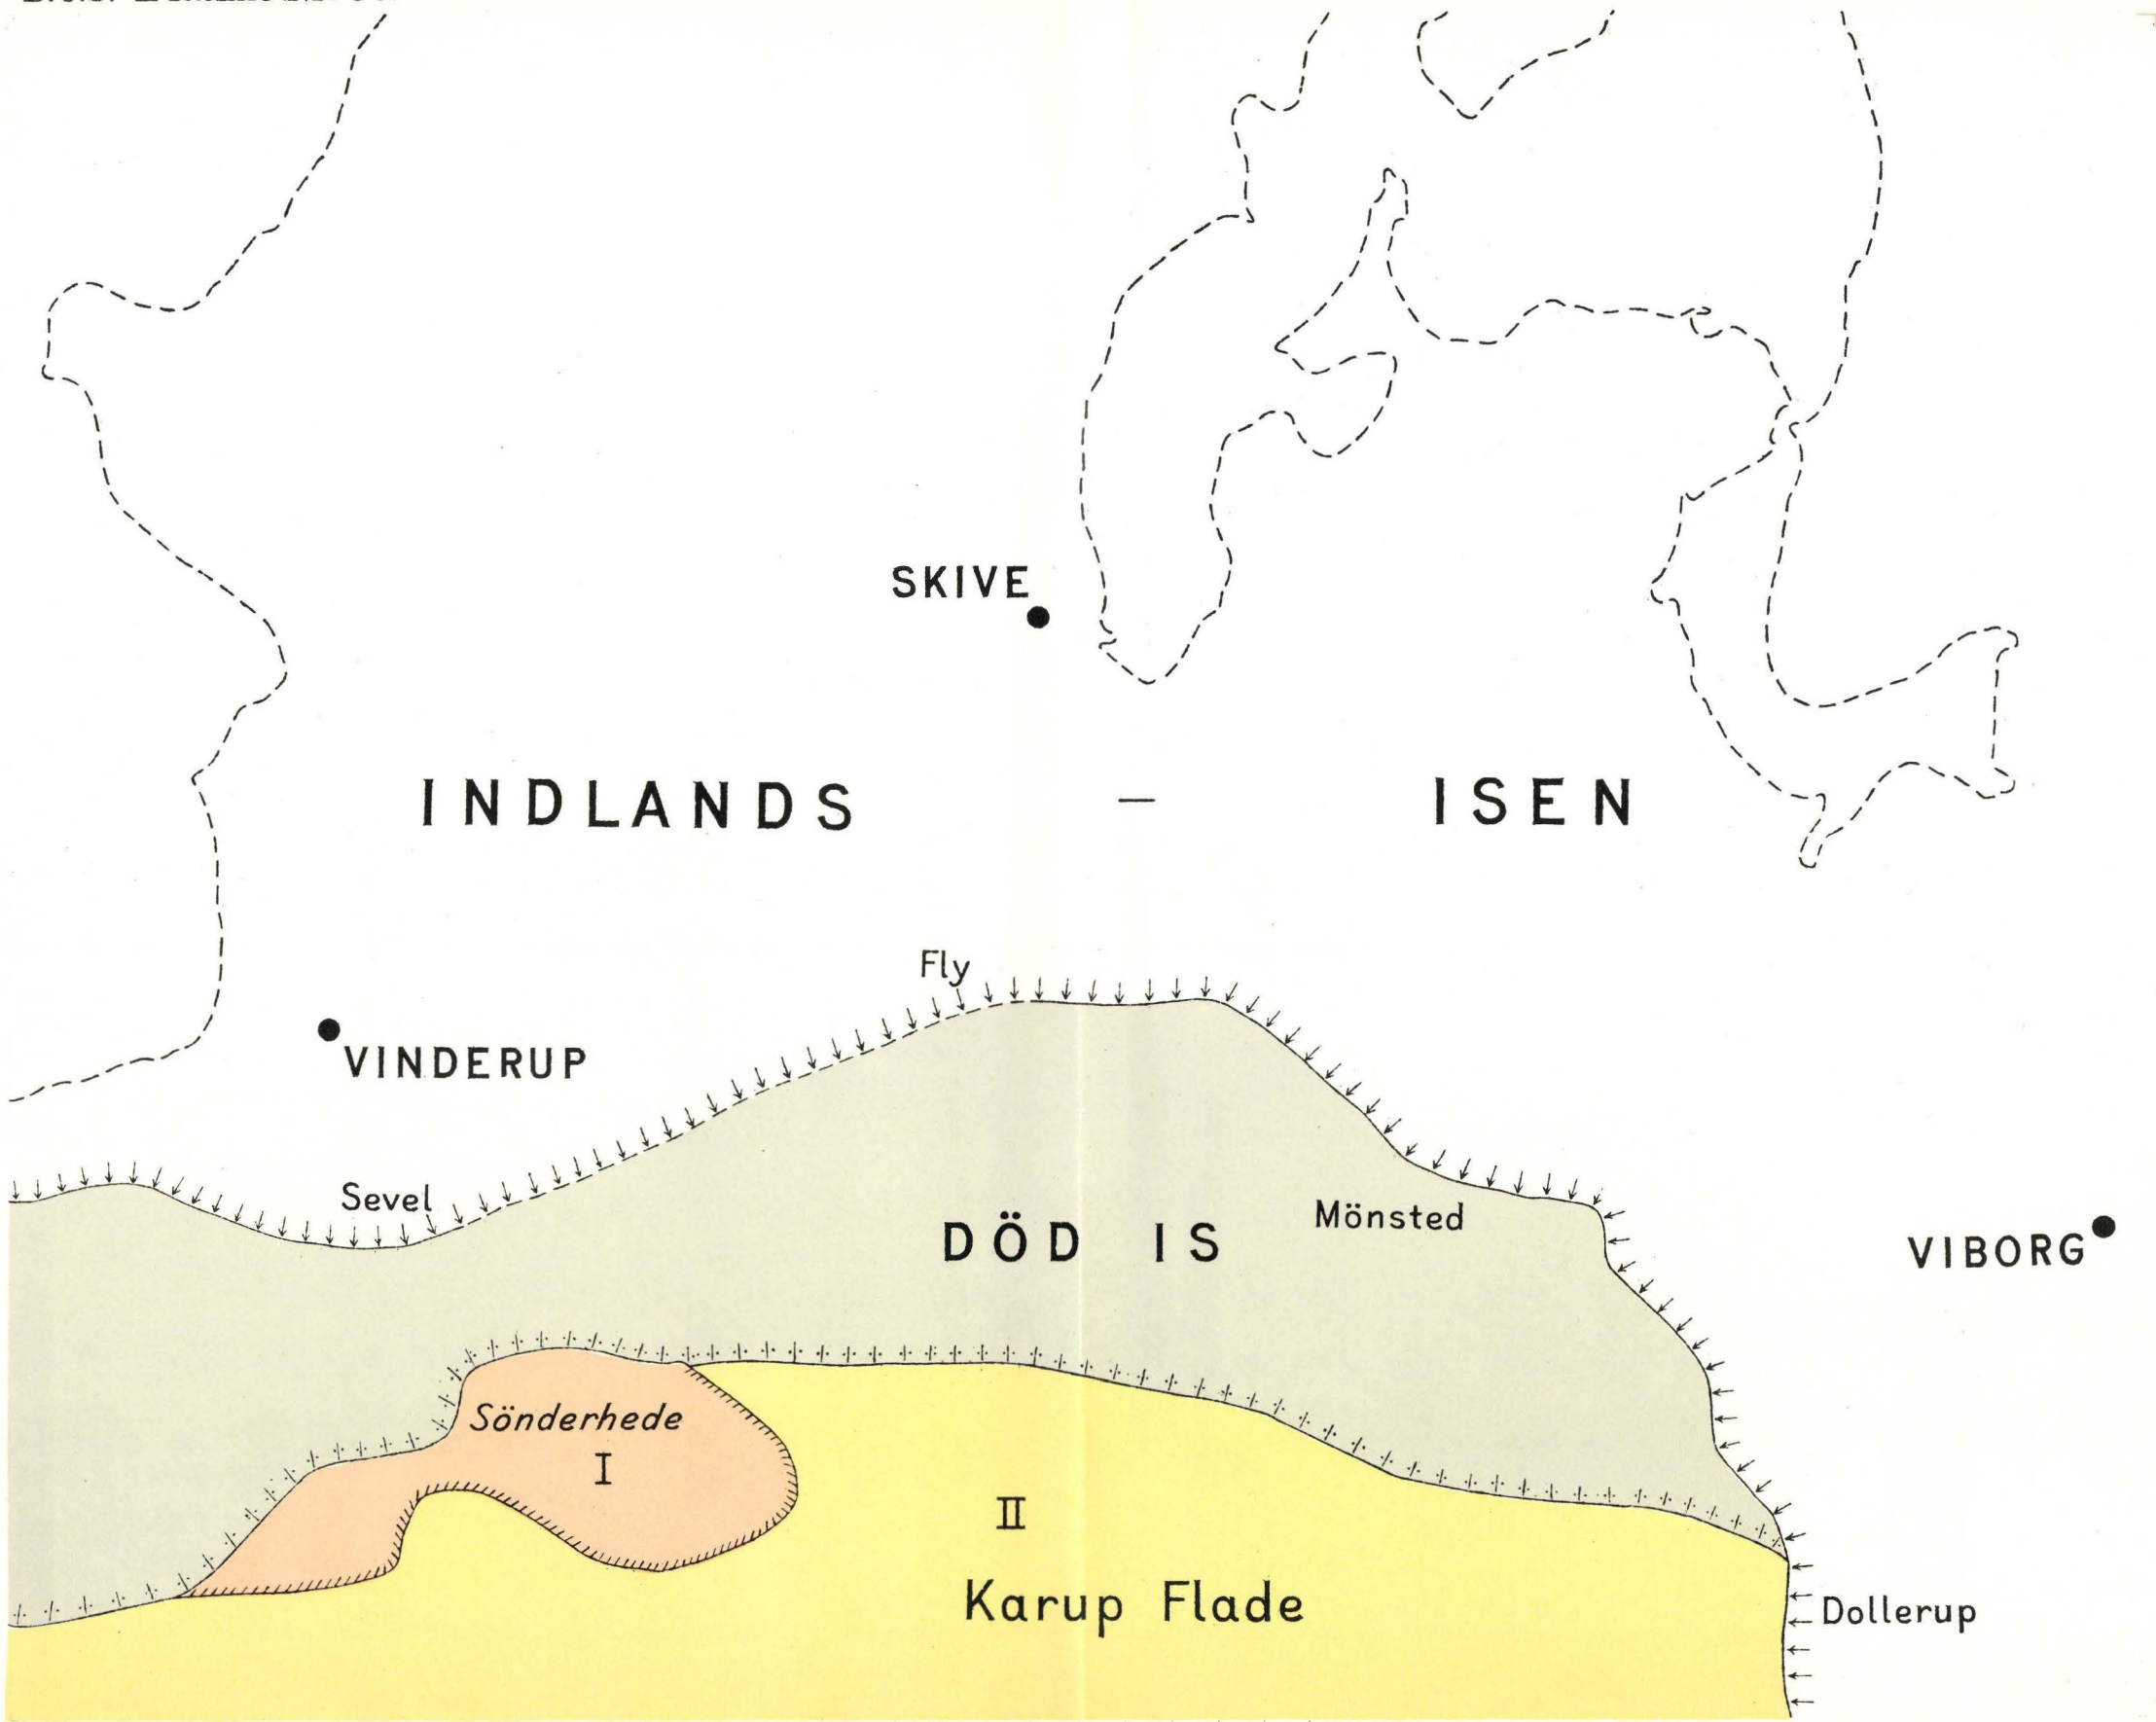 SKIVE
INDLANDS – ISEN
Fly
VINDERUP
Sevel
Mönsted
DÖD IS
VIBORG
Sönderhede
I
II
Karup Flade
Dollerup